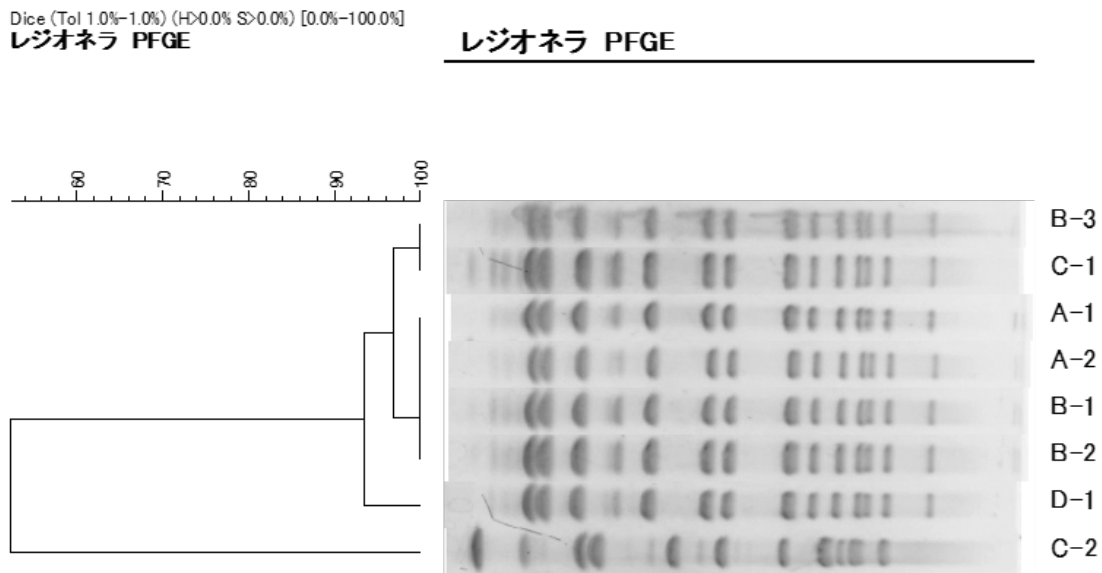 Dice (Tol 1.0%-1.0%) (H>0.0% S>0.0%) [0.0%-100.0%]
レジオネラ PFGE
レジオネラ PFGE
60 70 80 90 100
B-3
C-1
A-1
A-2
B-1
B-2
D-1
C-2